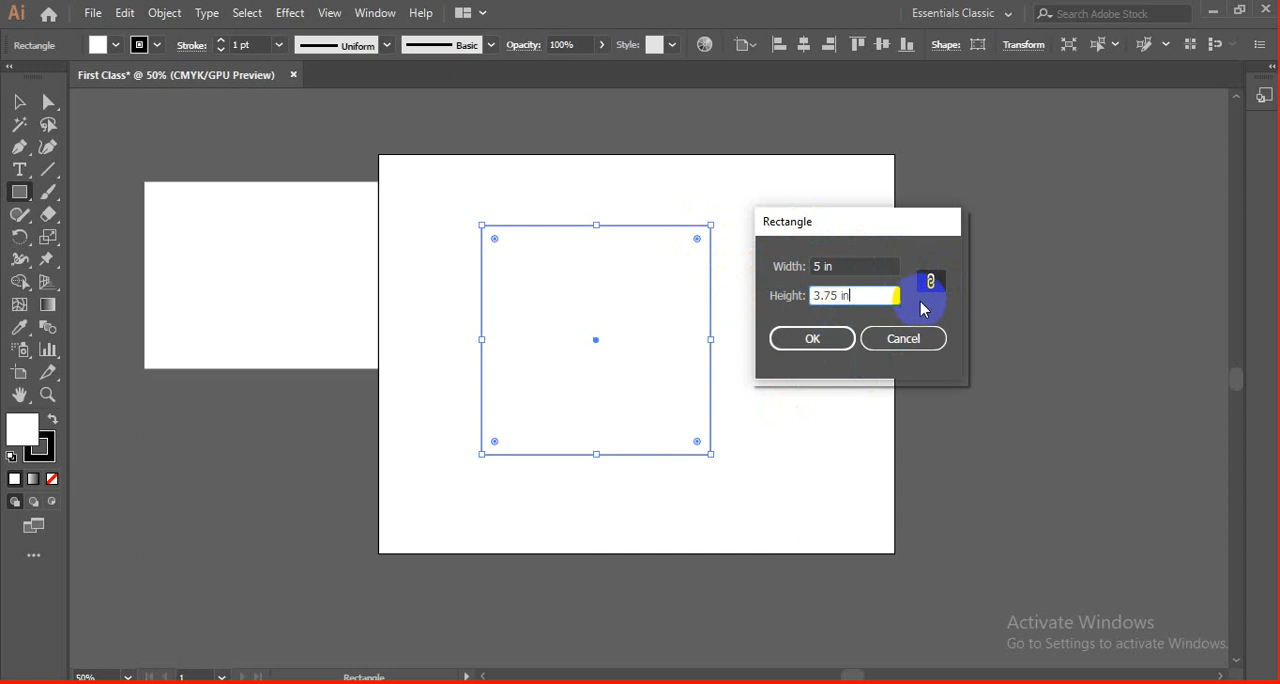 Ai File Edit Object Type Select Effect View Window Help Essentials Classic Search Adobe Stock
Rectangle Stroke: 1 pt Uniform Basic Opacity: 100% Style: Shape: Transform
First Class* @ 50% (CMYK/GPU Preview)
Rectangle
Width: 5 in
Height: 3.75 in
OK Cancel
Activate Windows
Go to Settings to activate Windows.
50% 1 Rectangle